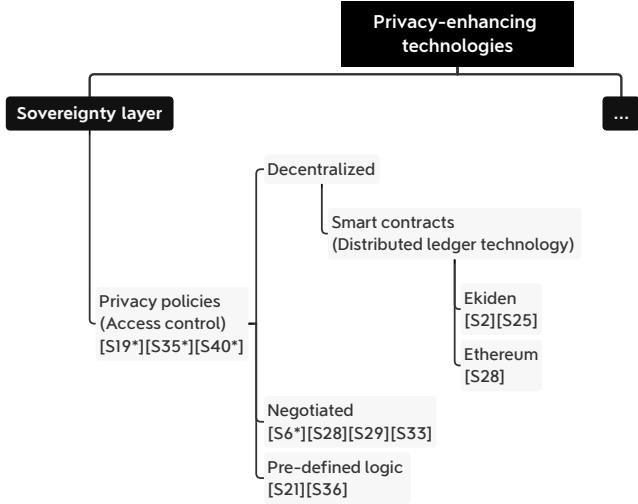 Privacy-enhancing
technologies
Sovereignty layer
...
Decentralized
Smart contracts
(Distributed ledger technology)
Privacy policies
(Access control)
[S19*][S35*][S40*]
Ekiden
[S2][S25]
Ethereum
[S28]
Negotiated
[S6*][S28][S29][S33]
Pre-defined logic
[S21][S36]